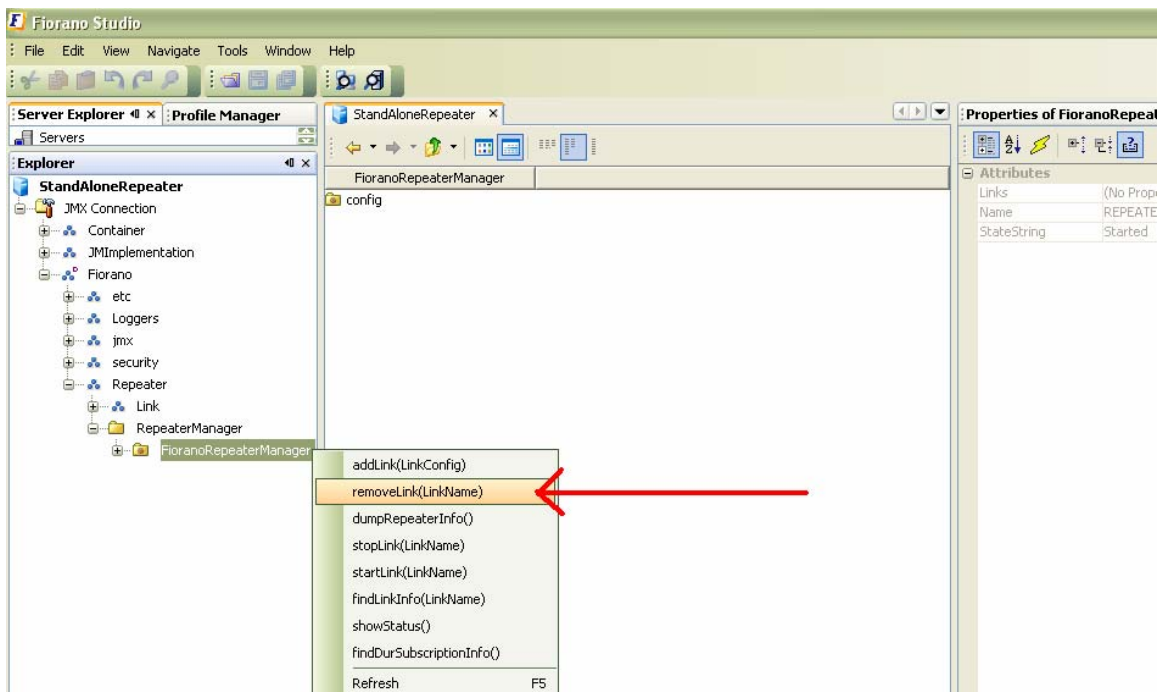 Fiorano Studio
File Edit View Navigate Tools Window Help
Server Explorer
Profile Manager
Servers
Explorer
StandAloneRepeater
JMX Connection
Container
JMImplementation
Fiorano
etc
Loggers
jmx
security
Repeater
Link
RepeaterManager
FioranoRepeaterManager
StandAloneRepeater
FioranoRepeaterManager
config
addLink(LinkConfig)
removeLink(LinkName)
dumpRepeaterInfo()
stopLink(LinkName)
startLink(LinkName)
findLinkInfo(LinkName)
showStatus()
findDurSubscriptionInfo()
Refresh F5
Properties of FioranoRepeat
Attributes
Links (No Prop
Name REPEATE
StateString Started